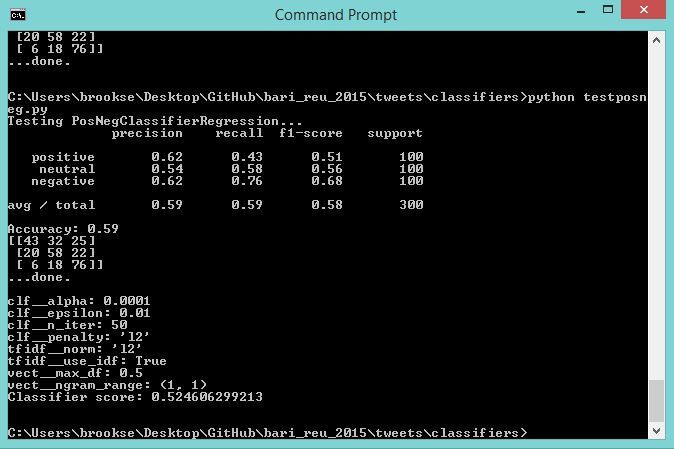 Command Prompt
[20 58 22]
[ 6 18 76]]
...done.
C:\Users\brookse\Desktop\GitHub\bari_reu_2015\tweets\classifiers>python testposn
eg.py
Testing PosNegClassifierRegression...
precision recall f1-score support
positive 0.62 0.43 0.51 100
neutral 0.54 0.58 0.56 100
negative 0.62 0.76 0.68 100
avg / total 0.59 0.59 0.58 300
Accuracy: 0.59
[[43 32 25]
[20 58 22]
[ 6 18 76]]
...done.
clf__alpha: 0.0001
clf__epsilon: 0.01
clf__n_iter: 50
clf__penalty: 'l2'
tfidf__norm: 'l2'
tfidf__use_idf: True
vect__max_df: 0.5
vect__ngram_range: (1, 1)
Classifier score: 0.524606299213
C:\Users\brookse\Desktop\GitHub\bari_reu_2015\tweets\classifiers>